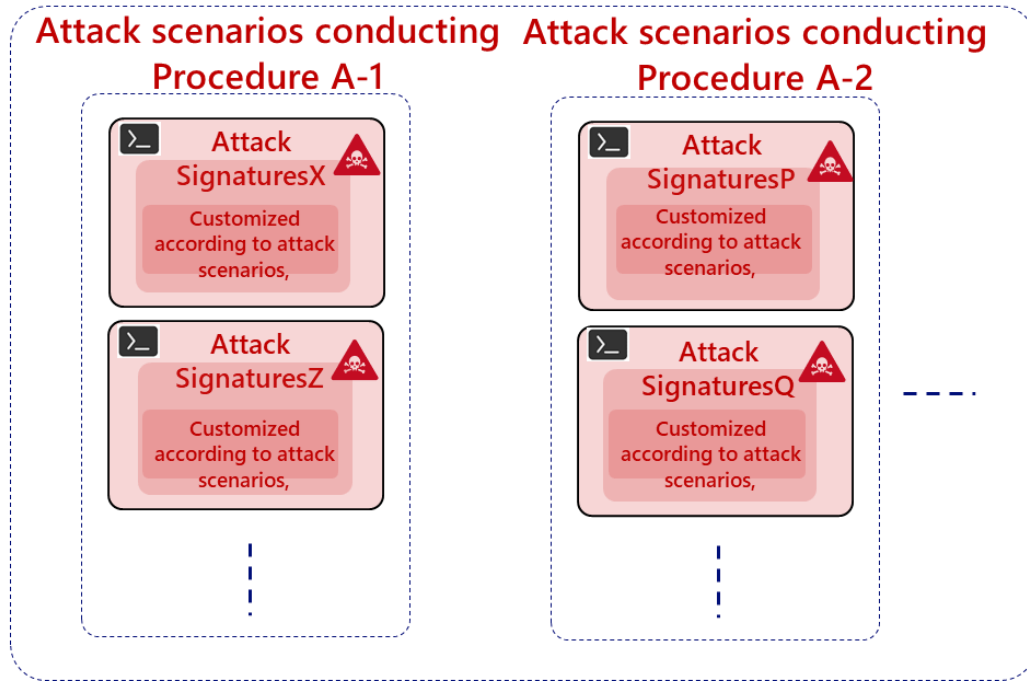 Attack scenarios conducting
Procedure A-1
Attack
SignaturesX
Customized
according to attack
scenarios,
Attack
SignaturesZ
Customized
according to attack
scenarios,
Attack scenarios conducting
Procedure A-2
Attack
SignaturesP
Customized
according to attack
scenarios,
Attack
SignaturesQ
Customized
according to attack
scenarios,